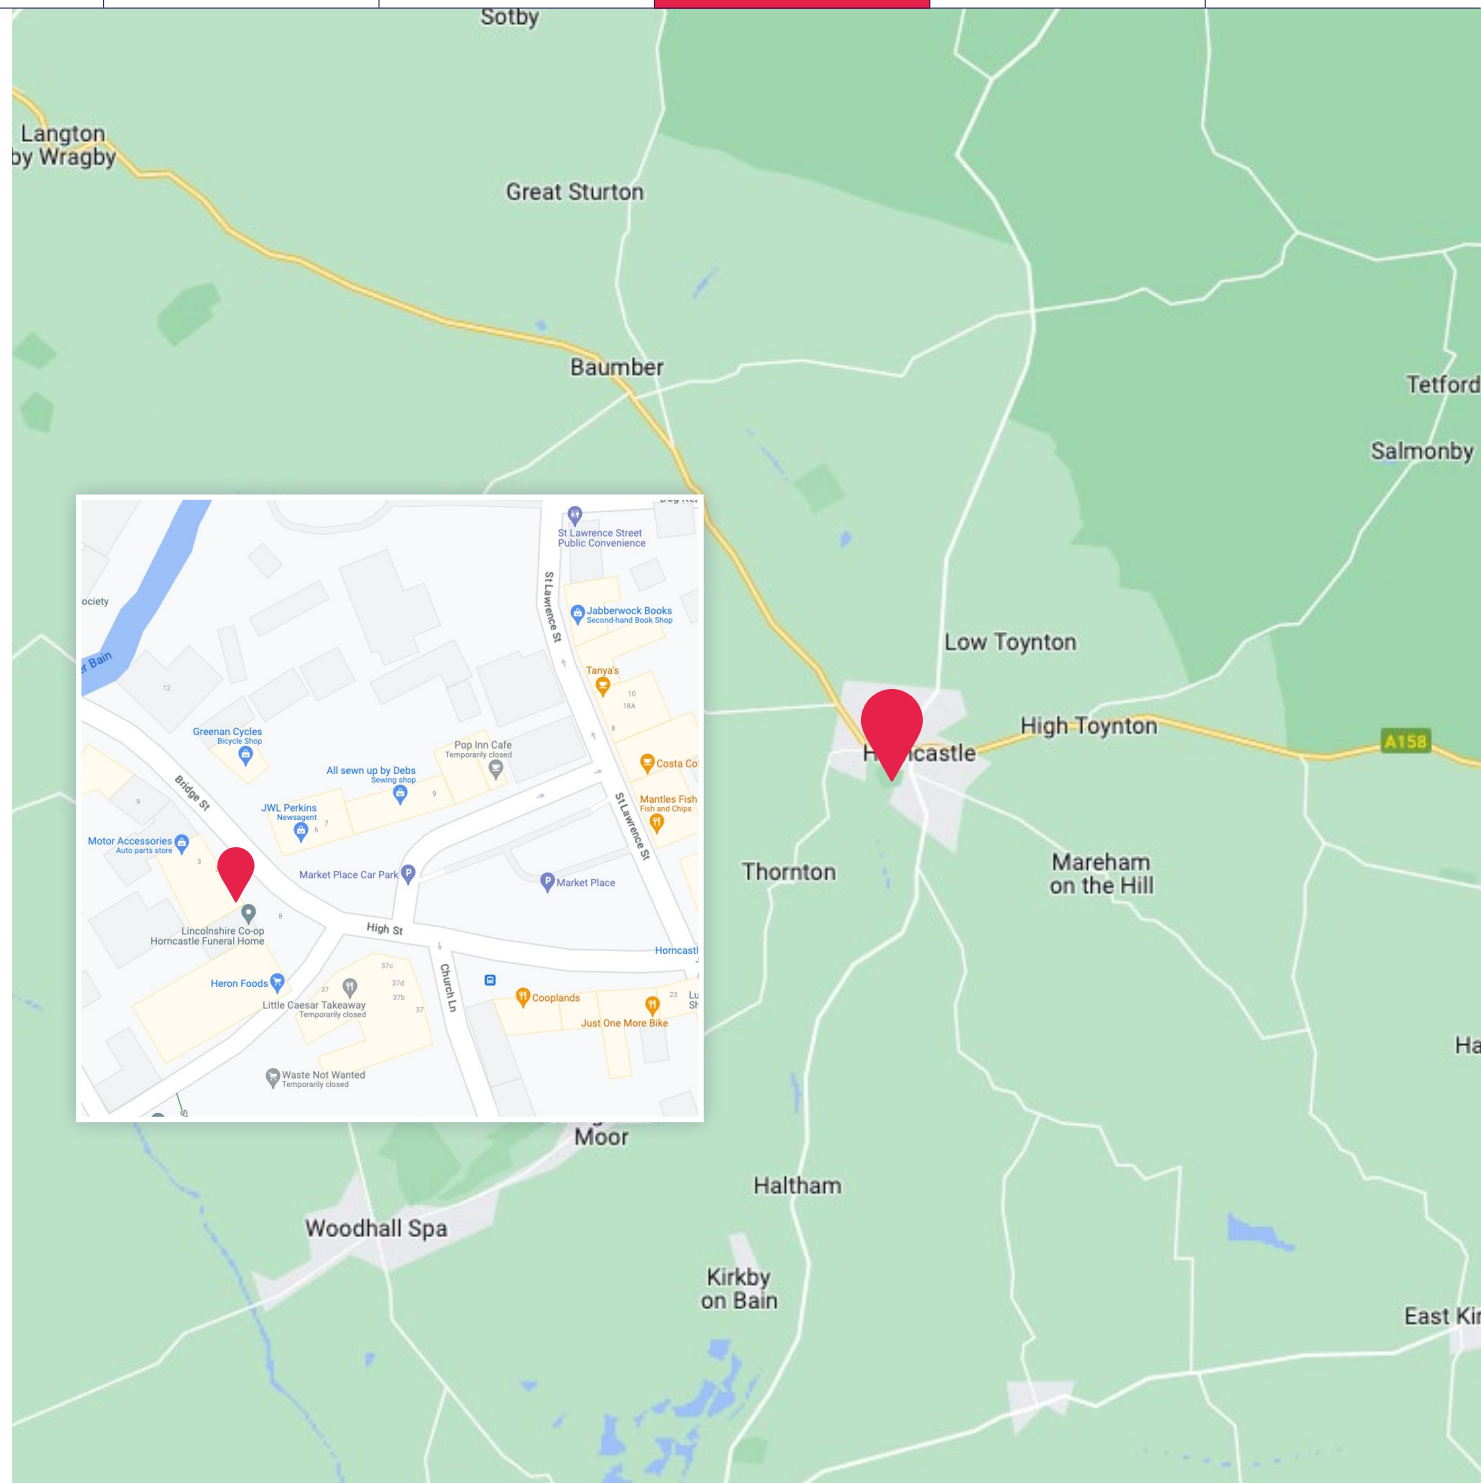 Sotby
Langton
by Wragby
Great Sturton
Baumber
Tetford
Salmonby
Low Toynton
High Toynton
A158
Thornton
Mareham
on the Hill
Moor
Haltham
Woodhall Spa
Kirkby
on Bain
East Kir
Ha
St Lawrence Street
Public Convenience
ociety
St Lawrence St
Jabberwock Books
Second-hand Book Shop
r Bain
Tanya's
12
10
18A
8
Greenan Cycles
Bicycle Shop
Pop Inn Cafe
Temporarily closed
Costa Co
All sewn up by Debs
Sewing shop
9
Bridge St
9
JWL Perkins
Newsagent
7
6
Mantles Fish
Fish and Chips
St Lawrence St
Motor Accessories
Auto parts store
3
Market Place Car Park
P
P
Market Place
8
Lincolnshire Co-op
Horncastle Funeral Home
High St
Horncastl
37c
Heron Foods
37
37d
37b
37
Little Caesar Takeaway
Temporarily closed
Church Ln
Cooplands
23
Lu
Sh
Just One More Bike
Waste Not Wanted
Temporarily closed